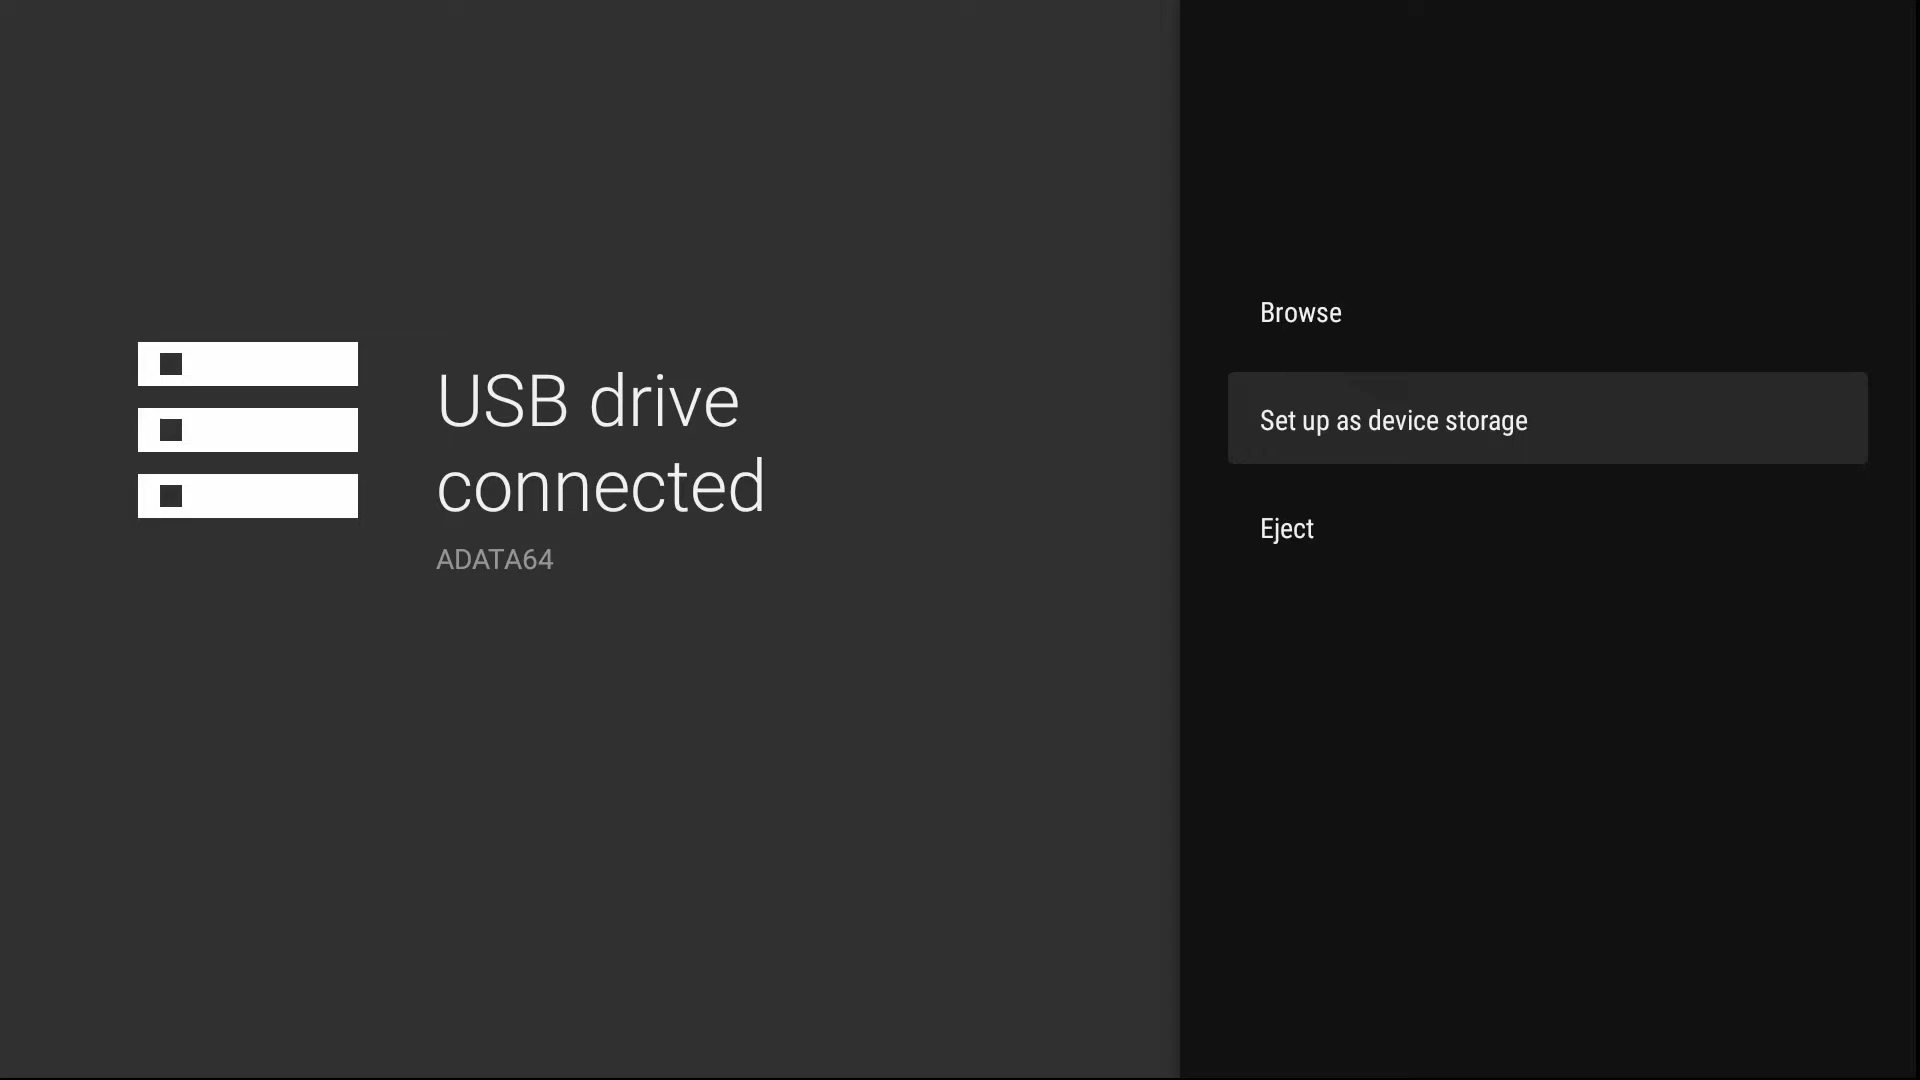 USB drive
connected
ADATA64
Browse
Set up as device storage
Eject